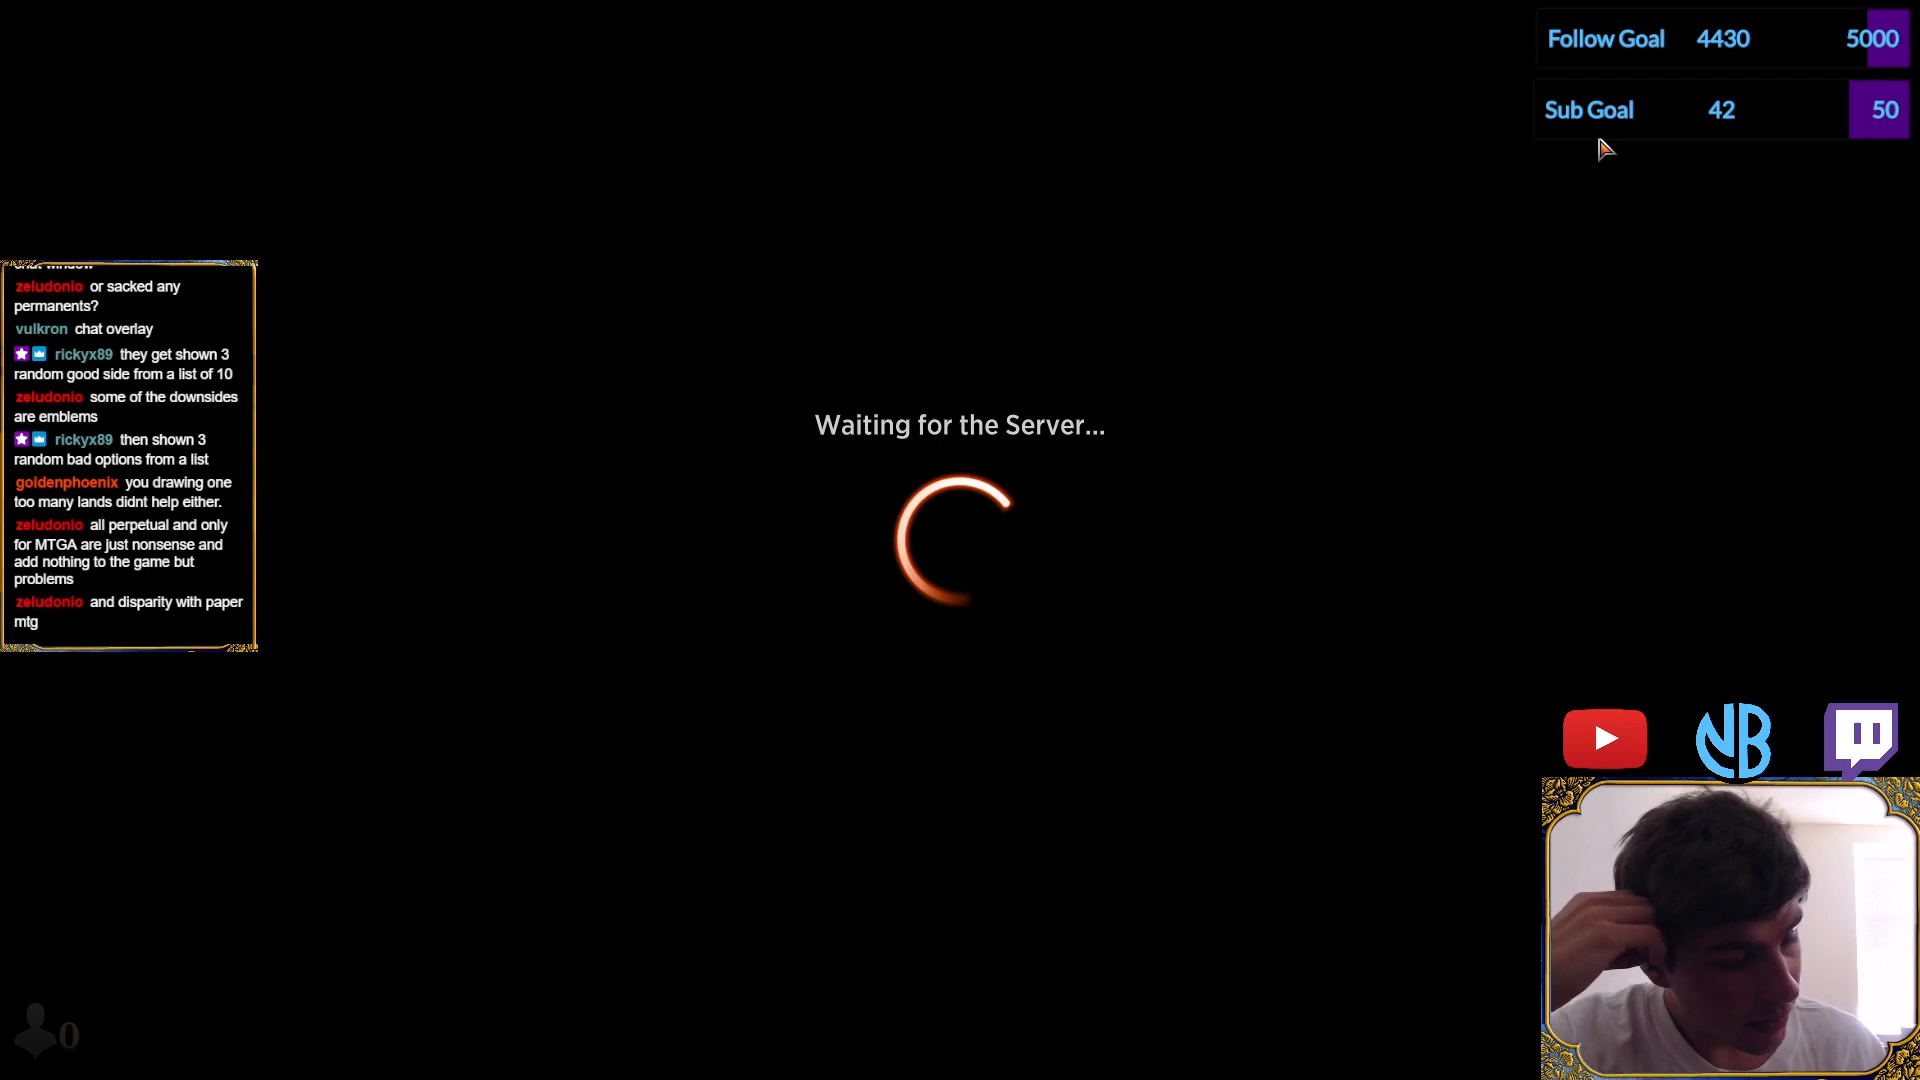 Follow Goal 4430 5000
Sub Goal 42 50
chat window
zeludonio or sacked any
permanents?
vulkron chat overlay
rickyx89 they get shown 3
random good side from a list of 10
zeludonio some of the downsides
are emblems
rickyx89 then shown 3
random bad options from a list
goidenphoenix you drawing one
too many lands didnt help either.
zeludonio all perpetual and only
for MTGA are just nonsense and
add nothing to the game but
problems
zeludonio and disparity with paper
mtg
Waiting for the Server...
NB
0